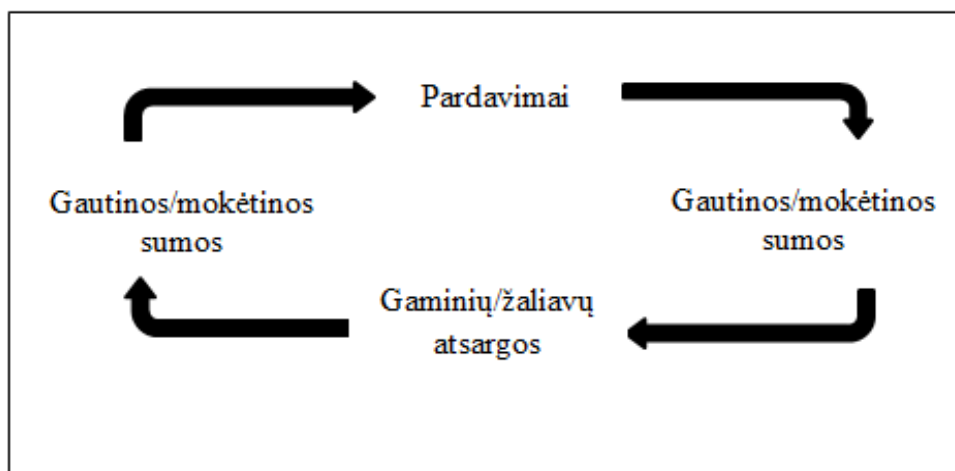 Pardavimai
Gautinos/mokėtinos
sumos
Gautinos/mokėtinos
sumos
Gaminių/žaliavų
atsargos